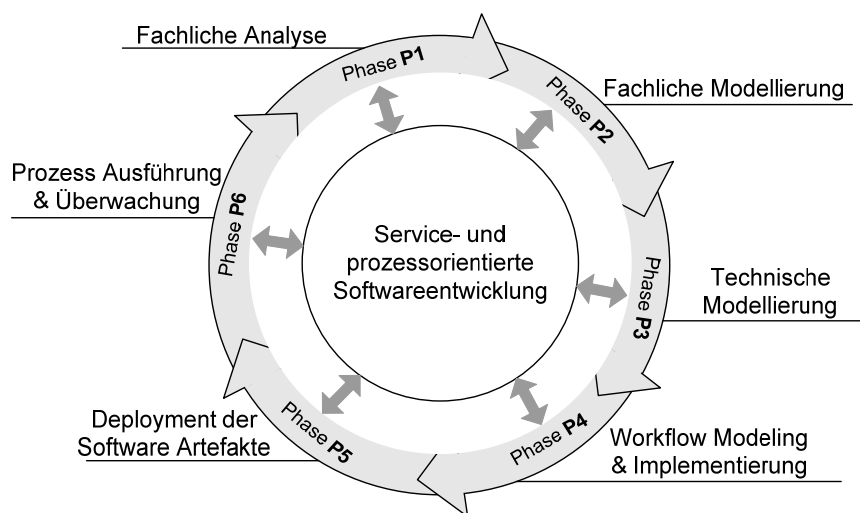 Fachliche Analyse
Phase P1
Phase P2
Fachliche Modellierung
Prozess Ausführung
& Überwachung
Phase P6
Service- und
prozessorientierte
Softwareentwicklung
Phase P3
Technische
Modellierung
Deployment der
Software Artefakte
Phase P5
Phase P4
Workflow Modeling
& Implementierung